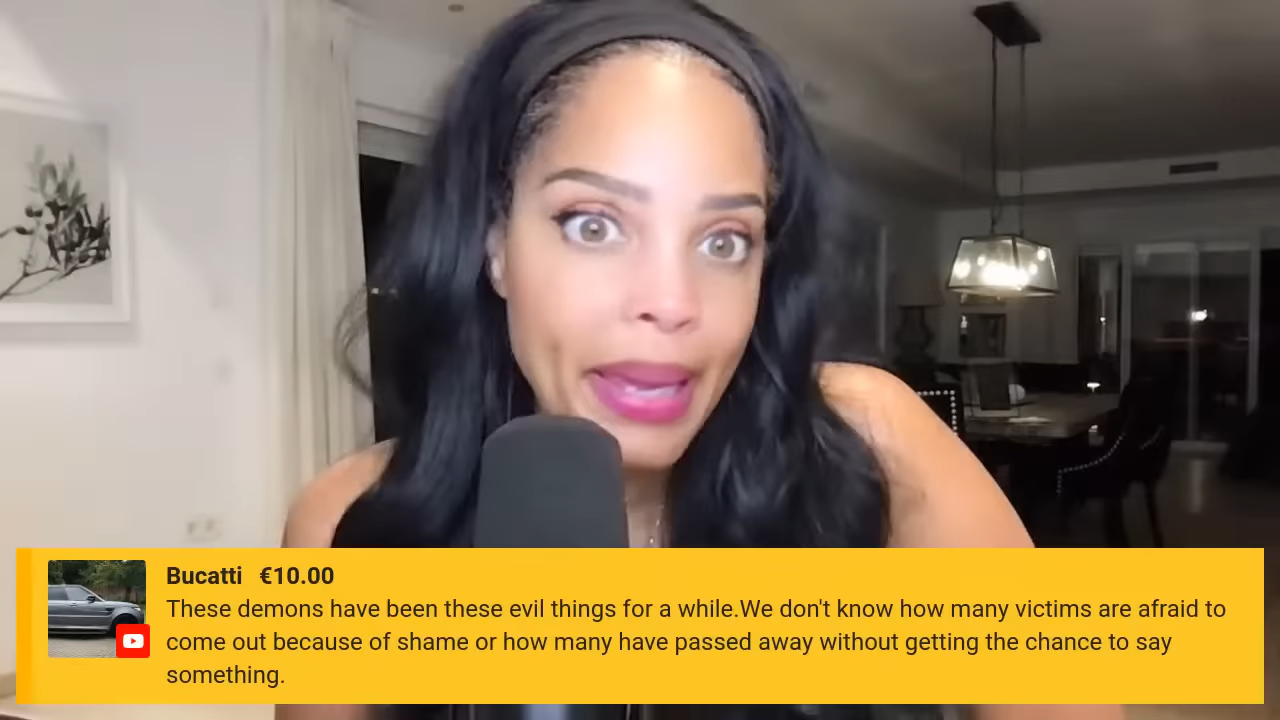 Bucatti €10.00
These demons have been these evil things for a while.We don't know how many victims are afraid to
come out because of shame or how many have passed away without getting the chance to say
something.